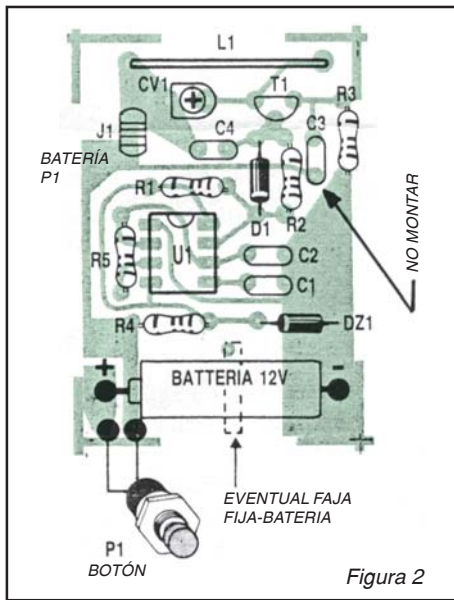 L1
CV1
T1
R3
J1
C4
C3
BATERÍA
P1
R1
D1
R2
NO MONTAR
R5
U1
C2
C1
R4
DZ1
+
BATTERIA 12V
-
EVENTUAL FAJA
FIJA-BATERIA
P1
BOTÓN
Figura 2